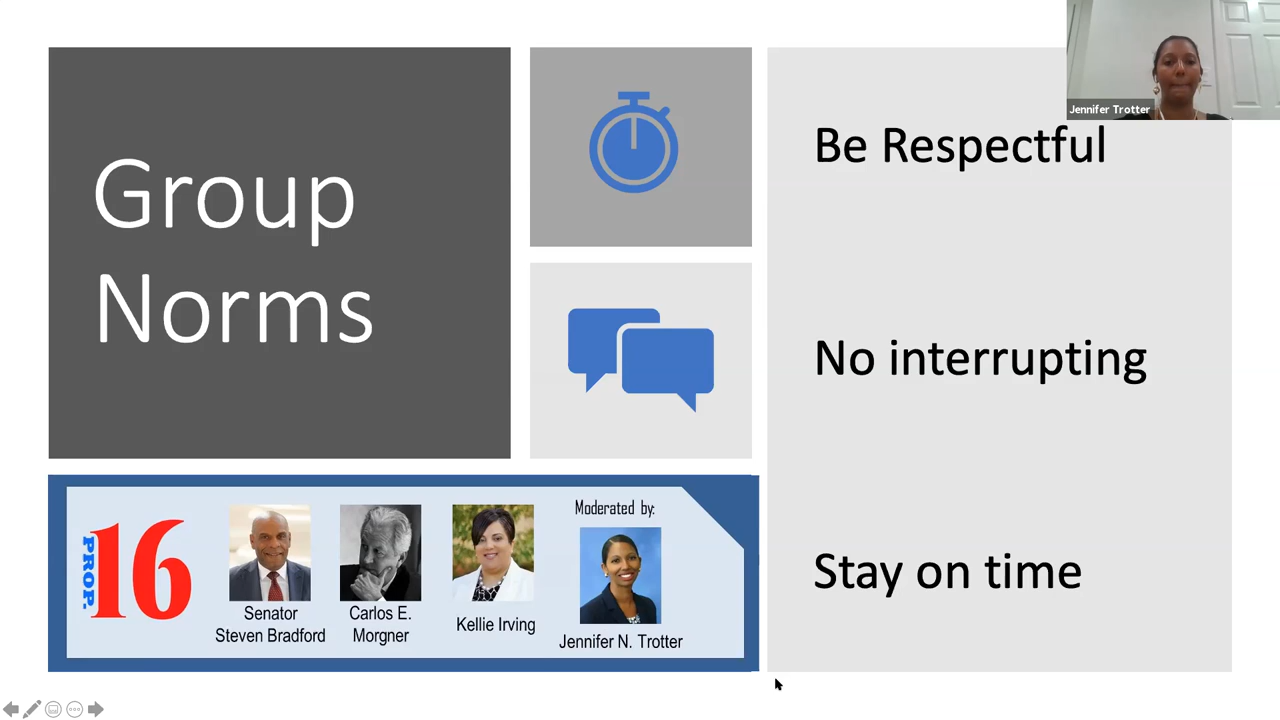 Group
Norms
Jennifer Trotter
Be Respectful
No interrupting
Stay on time
PROP.
16
Senator
Steven Bradford
Carlos E.
Morgner
Kellie Irving
Moderated by:
Jennifer N. Trotter